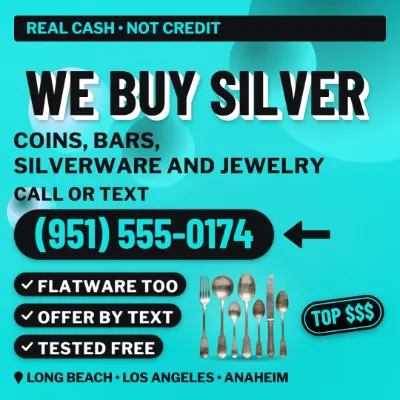 REAL CASH • NOT CREDIT
WE BUY SILVER
COINS, BARS,
SILVERWARE AND JEWELRY
CALL OR TEXT
(951) 555-0174
FLATWARE TOO
OFFER BY TEXT
TESTED FREE
TOP $$$
LONG BEACH • LOS ANGELES • ANAHEIM